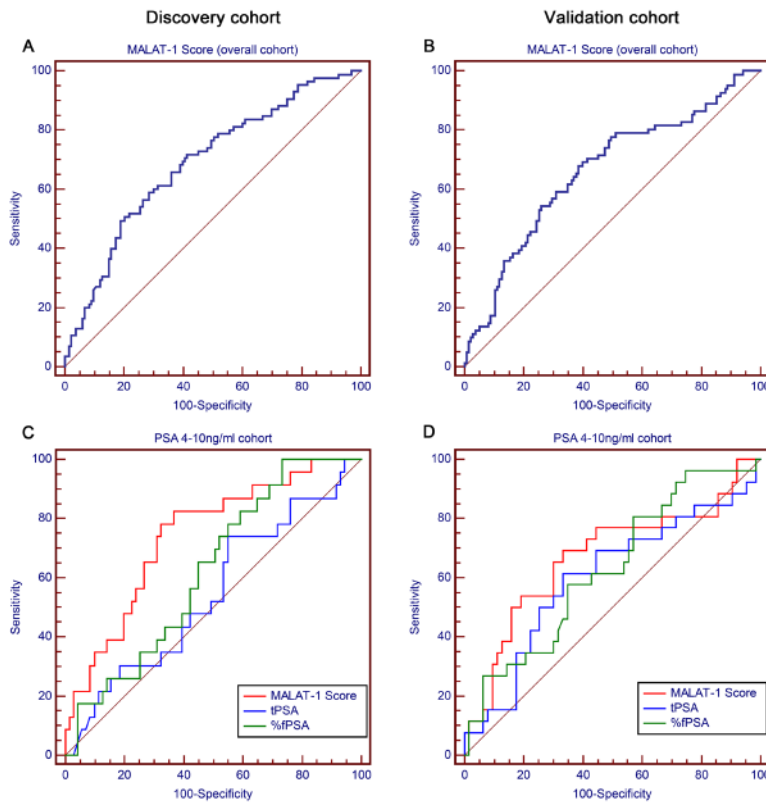 Discovery cohort
Validation cohort
A
MALAT-1 Score (overall cohort)
100
80
60
40
20
0
Sensitivity
0 20 40 60 80 100
100-Specificity
B
MALAT-1 Score (overall cohort)
100
80
60
40
20
0
Sensitivity
0 20 40 60 80 100
100-Specificity
C
PSA 4-10ng/ml cohort
100
80
60
40
20
0
Sensitivity
MALAT-1 Score
tPSA
%fPSA
0 20 40 60 80 100
100-Specificity
D
PSA 4-10ng/ml cohort
100
80
60
40
20
0
Sensitivity
MALAT-1 Score
tPSA
%fPSA
0 20 40 60 80 100
100-Specificity